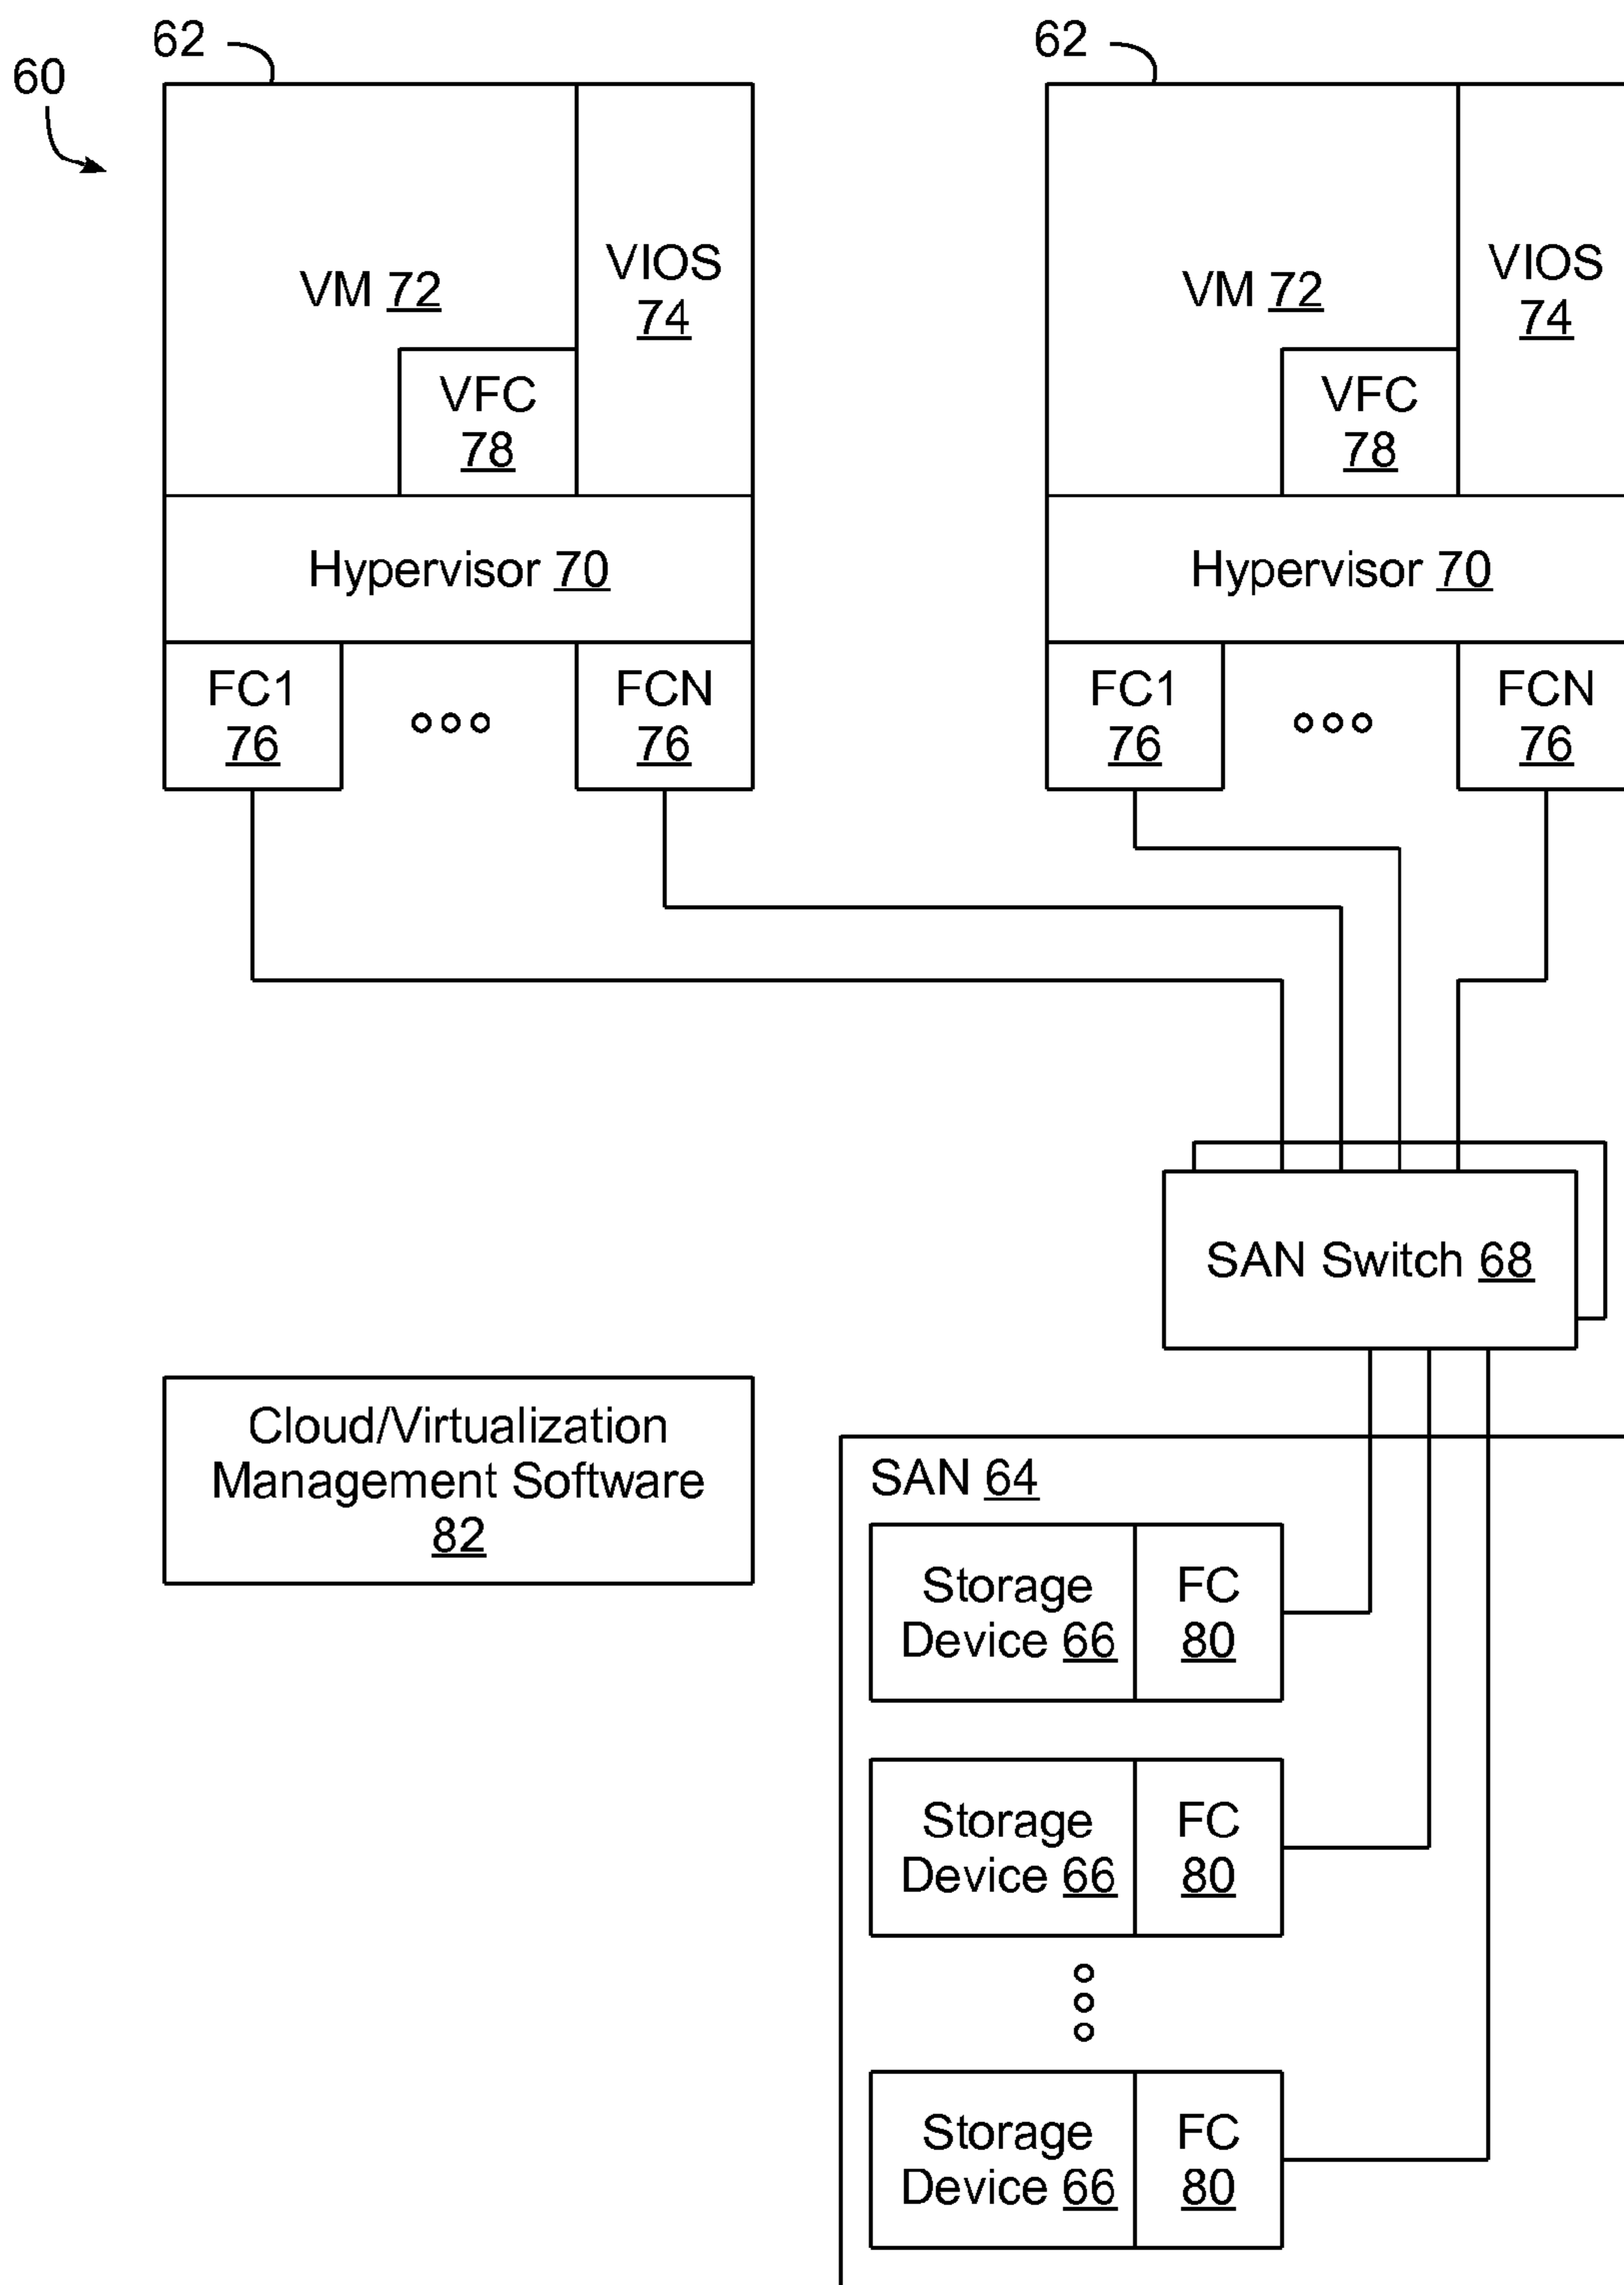 60
62
VM 72
VIOS
74
VFC
78
Hypervisor 70
FC1
76
FCN
76
62
VM 72
VIOS
74
VFC
78
Hypervisor 70
FC1
76
FCN
76
SAN Switch 68
Cloud/Virtualization
Management Software
82
SAN 64
Storage
Device 66
FC
80
Storage
Device 66
FC
80
Storage
Device 66
FC
80